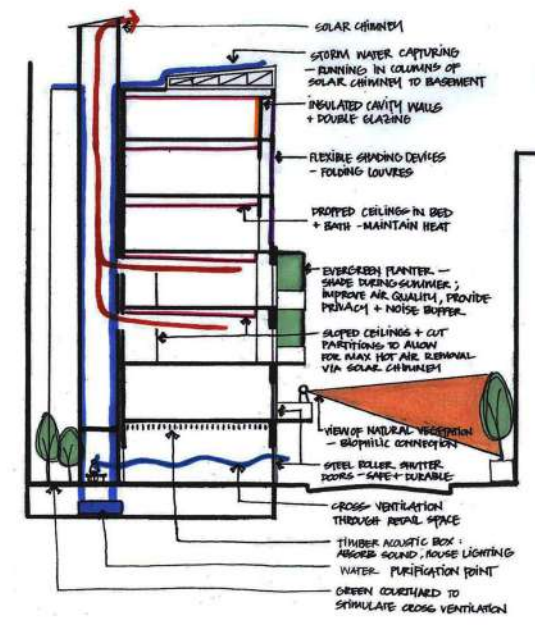 SOLAR CHIMNEY
STORM WATER CAPTURING
- RUNNING IN COLUMNS OF
SOLAR CHIMNEY TO BASEMENT
INSULATED CAVITY WALLS
+ DOUBLE GLAZING
FLEXIBLE SHADING DEVICES
- FOLDING LOUVRES
DROPPED CEILINGS IN BED
+ BATH - MAINTAIN HEAT
EVERGREEN PLANTER -
SHADE DURING SUMMER;
IMPROVE AIR QUALITY, PROVIDE
PRIVACY + NOISE BUFFER
SLOPED CEILINGS + CUT
PARTITIONS TO ALLOW
FOR MAX HOT AIR REMOVAL
VIA SOLAR CHIMNEY
VIEW OF NATURAL VEGETATION
- BIOPHILIC CONNECTION
STEEL ROLLER SHUTTER
DOORS - SAFE + DURABLE
CROSS VENTILATION
THROUGH RETAIL SPACE
TIMBER ACOUSTIC BOX:
ABSORB SOUND, HOUSE LIGHTING
WATER PURIFICATION POINT
GREEN COURTYARD TO
STIMULATE CROSS VENTILATION